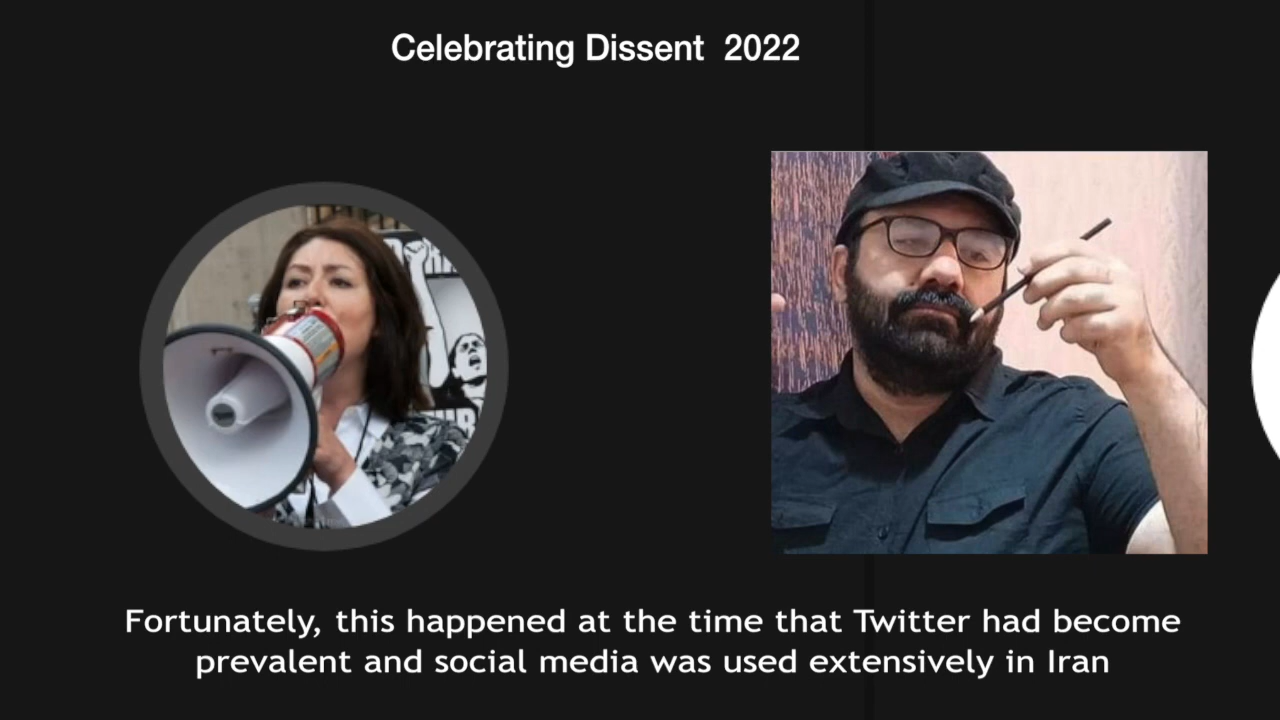 Celebrating Dissent 2022
Fortunately, this happened at the time that Twitter had become
prevalent and social media was used extensively in Iran